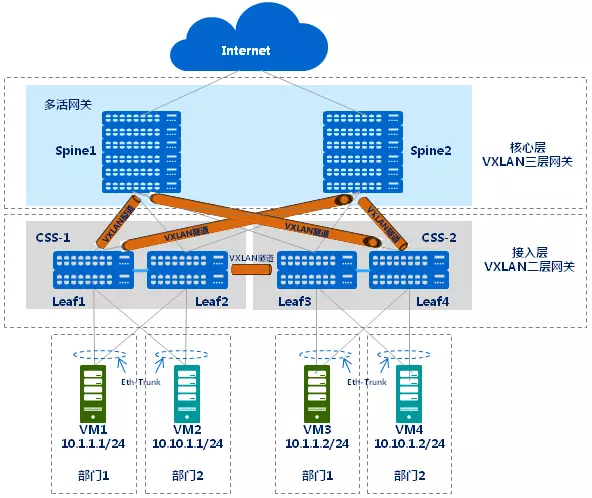 Internet
多活网关
Spine1
Spine2
核心层
VXLAN三层网关
VXLAN隧道
VXLAN隧道
VXLAN隧道
VXLAN隧道
CSS-1
CSS-2
VXLAN隧道
接入层
VXLAN二层网关
Leaf1
Leaf2
Leaf3
Leaf4
Eth-Trunk
Eth-Trunk
VM1
10.1.1.1/24
部门1
VM2
10.10.1.1/24
部门2
VM3
10.1.1.2/24
部门1
VM4
10.10.1.2/24
部门2